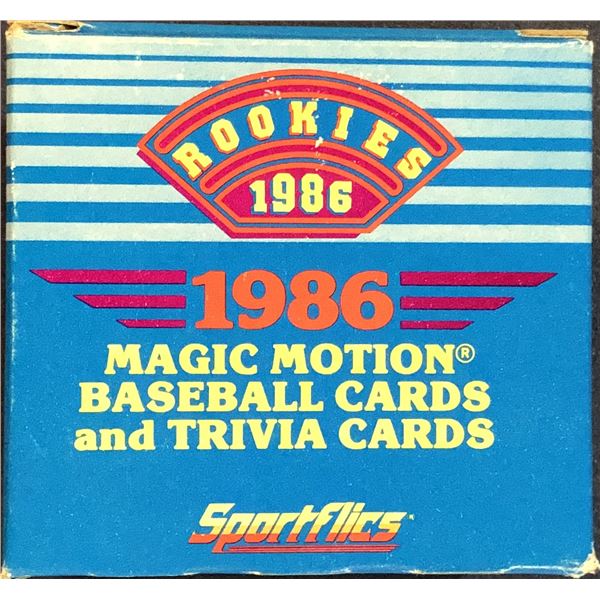 ROOKIES
1986
1986
MAGIC MOTION®
BASEBALL CARDS
and TRIVIA CARDS
Sportflics